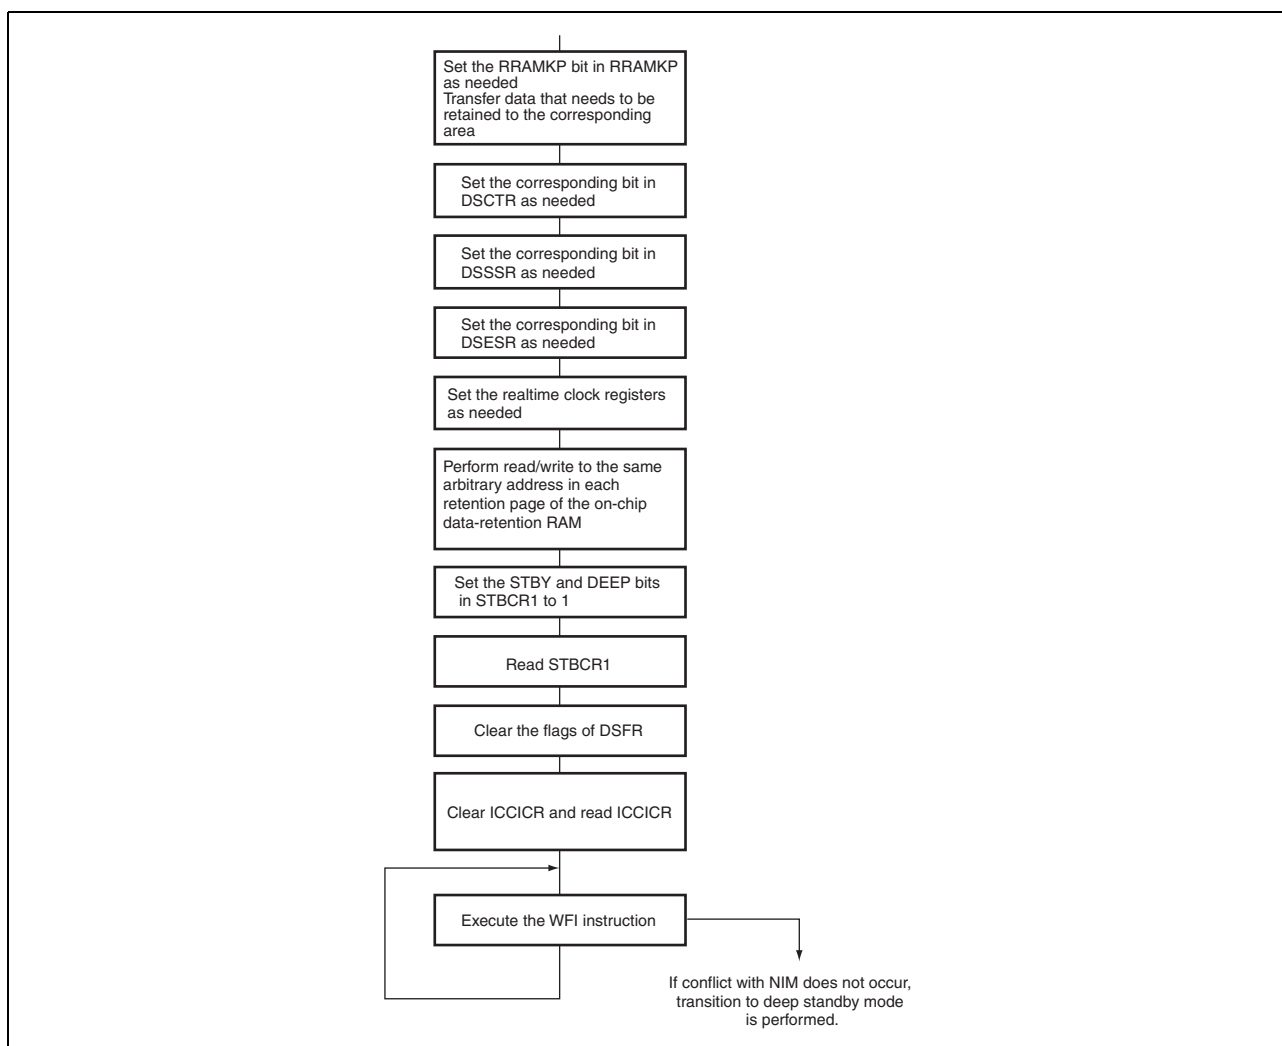 Set the RRAMKP bit in RRAMKP
as needed
Transfer data that needs to be
retained to the corresponding
area
Set the corresponding bit in
DSCTR as needed
Set the corresponding bit in
DSSSR as needed
Set the corresponding bit in
DSESR as needed
Set the realtime clock registers
as needed
Perform read/write to the same
arbitrary address in each
retention page of the on-chip
data-retention RAM
Set the STBY and DEEP bits
in STBCR1 to 1
Read STBCR1
Clear the flags of DSFR
Clear ICCICR and read ICCICR
Execute the WFI instruction
If conflict with NIM does not occur,
transition to deep standby mode
is performed.